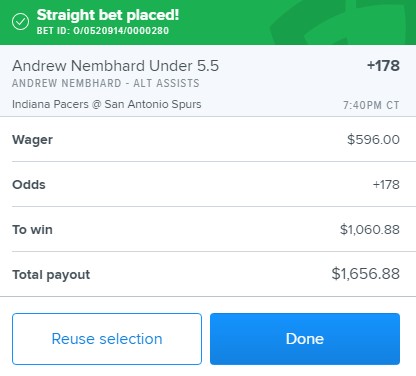 Straight bet placed!
BET ID: O/0520914/0000280
Andrew Nembhard Under 5.5 +178
ANDREW NEMBHARD - ALT ASSISTS
Indiana Pacers @ San Antonio Spurs 7:40PM CT
Wager $596.00
Odds +178
To win $1,060.88
Total payout $1,656.88
Reuse selection Done